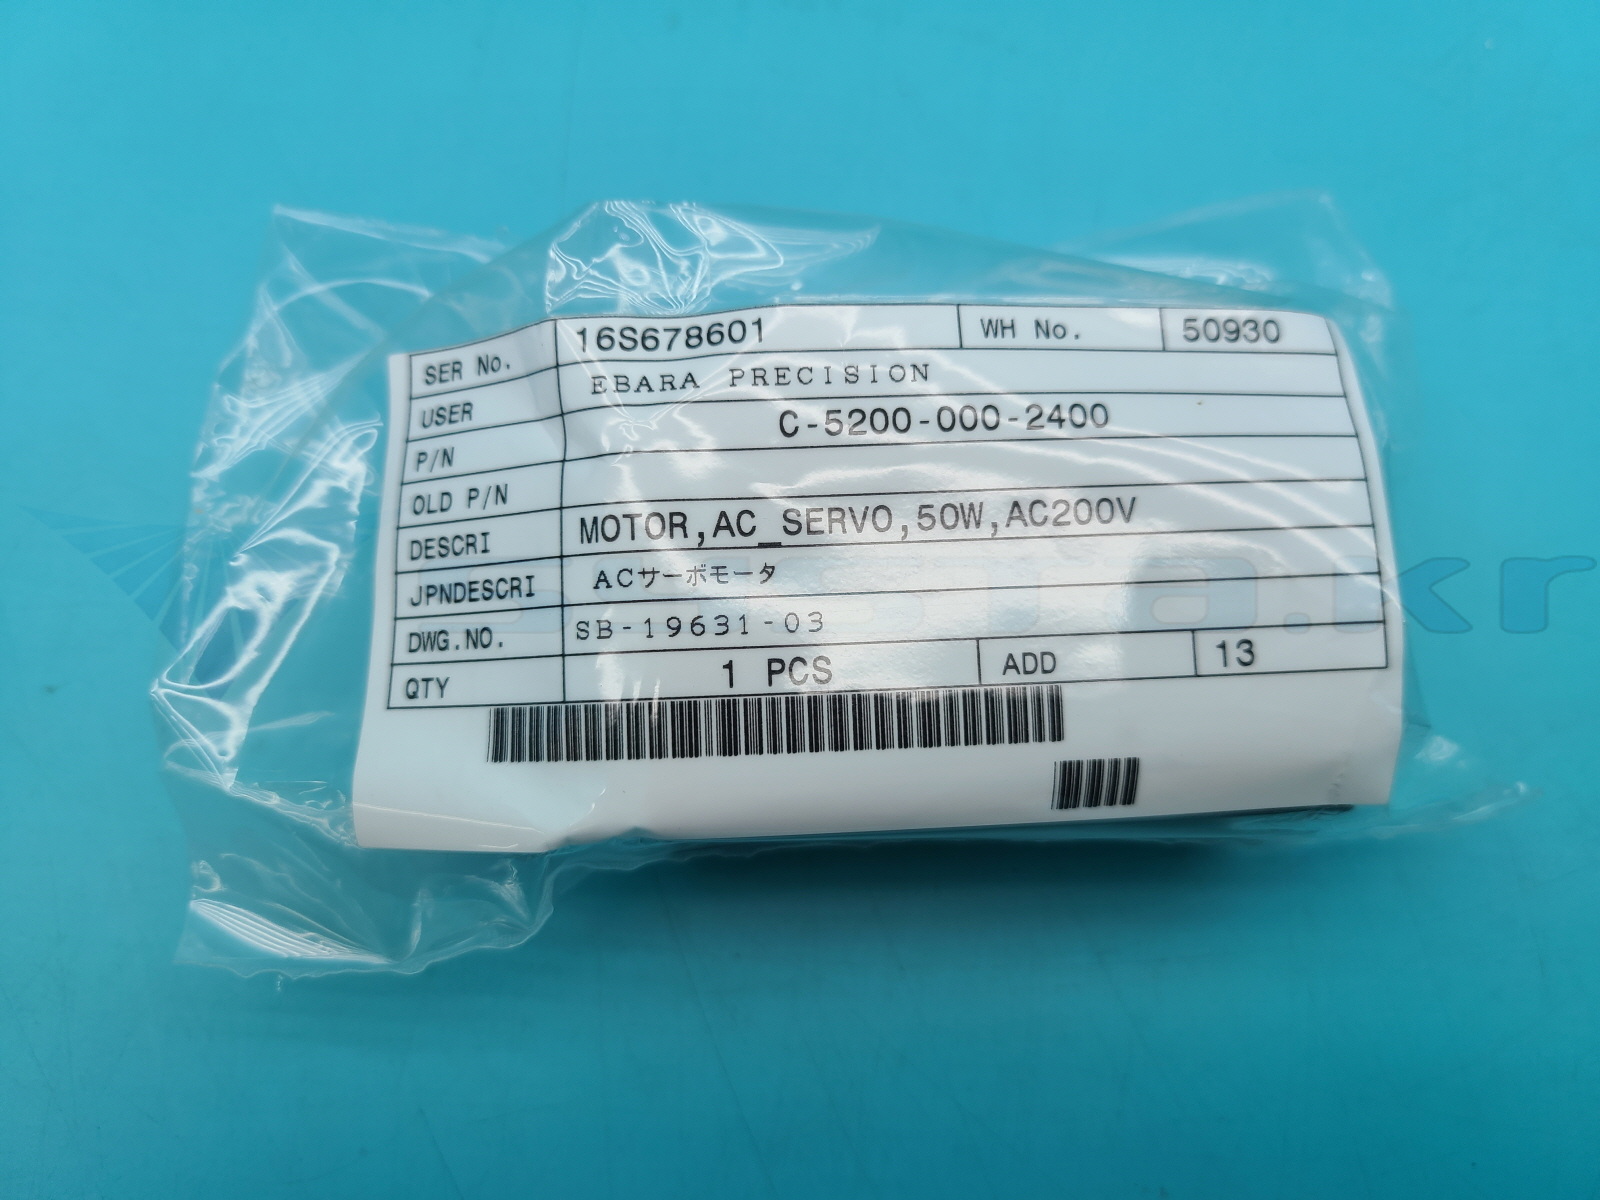 SER No. 16S678601 WH No. 50930
USER EBARA PRECISION
P/N C-5200-000-2400
OLD P/N
DESCRI MOTOR,AC_SERVO,50W,AC200V
JPNDESCRI ACサーボモータ
DWG.NO. SB-19631-03
QTY 1 PCS ADD 13